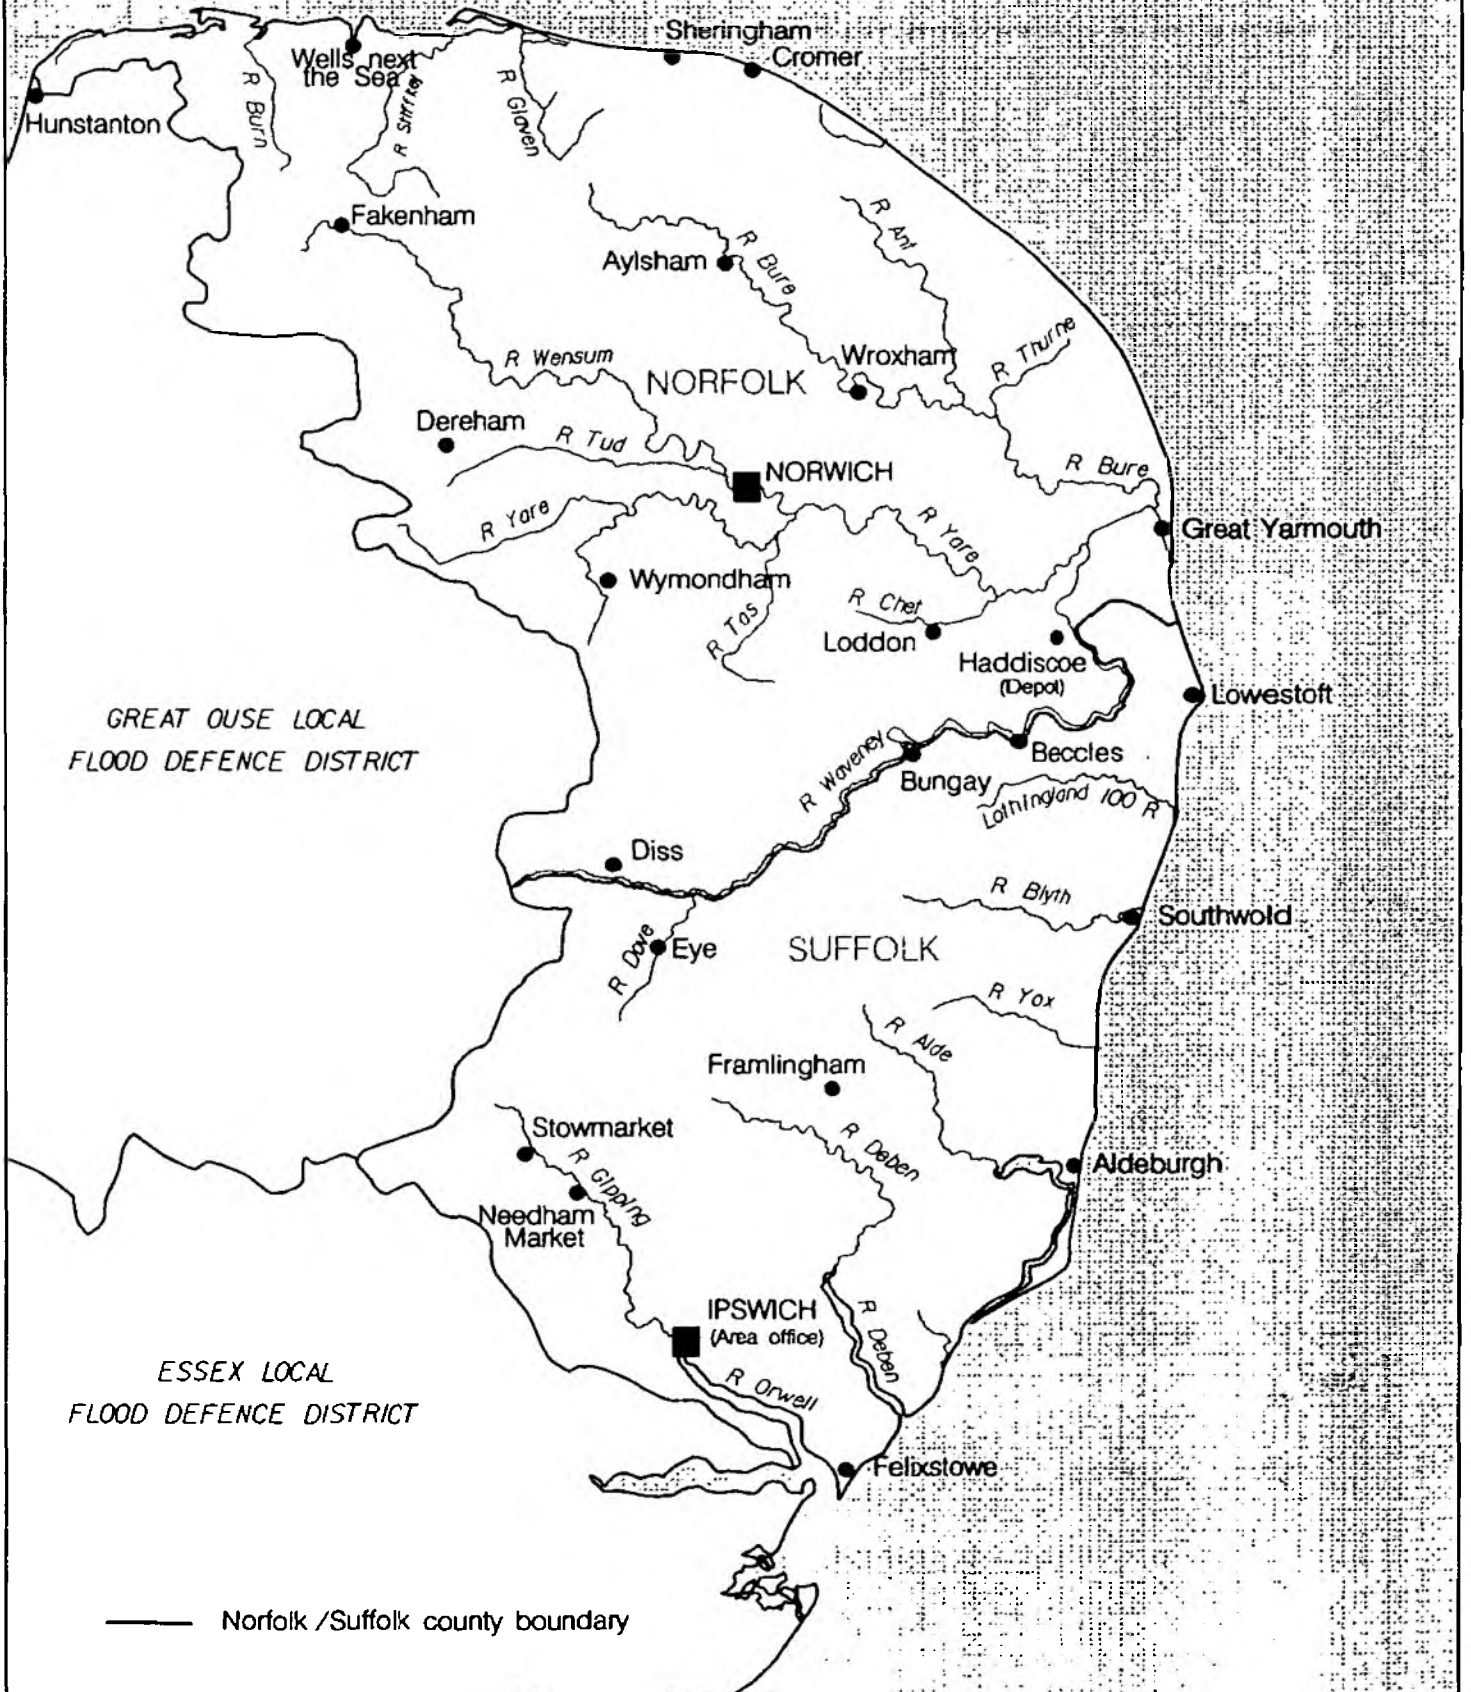 Sheringham
Cromer
Wells next
the Sea
Hunstanton
R Burn
R Stiffkey
R Glaven
Fakenham
Aylsham
R Bure
R Ant
R Thurne
Wroxham
R Wensum
NORFOLK
Dereham
R Tud
NORWICH
R Bure
R Yare
R Yare
Great Yarmouth
Wymondham
R Tas
R Chet
Loddon
Haddiscoe
(Depot)
Lowestoft
GREAT OUSE LOCAL
FLOOD DEFENCE DISTRICT
R Waveney
Beccles
Bungay
Lothingland 100 R
Diss
R Blyth
Southwold
R Dove
Eye
SUFFOLK
R Yox
R Alde
Framlingham
Stowmarket
R Deben
Aldeburgh
R Gipping
Needham
Market
IPSWICH
(Area office)
R Deben
R Orwell
ESSEX LOCAL
FLOOD DEFENCE DISTRICT
Felixstowe
Norfolk / Suffolk county boundary